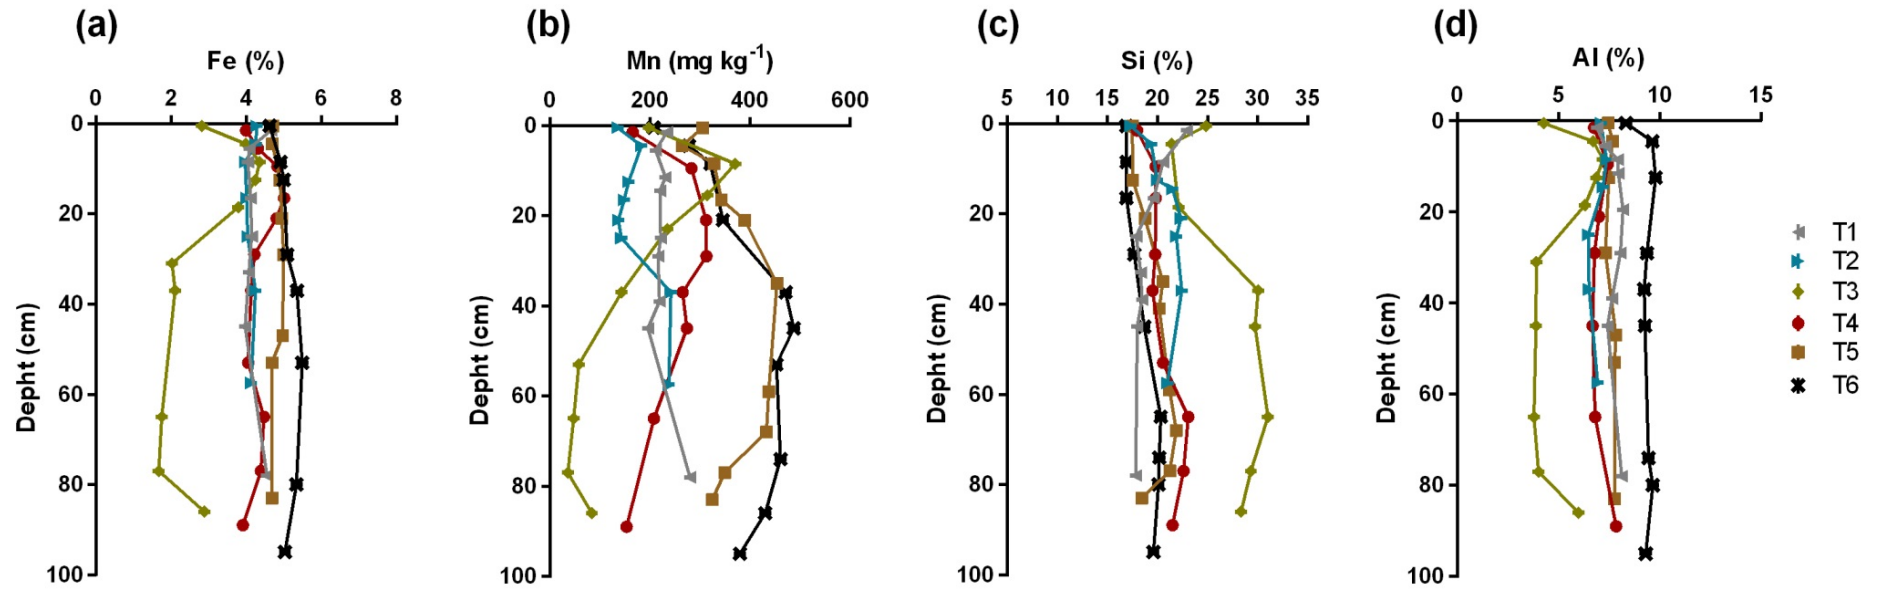 (a)
Fe (%)
0 2 4 6 8
0
20
40
60
80
100
Depht (cm)
(b)
Mn (mg kg-1)
0 200 400 600
0
20
40
60
80
100
Depht (cm)
(c)
Si (%)
5 10 15 20 25 30 35
0
20
40
60
80
100
Depht (cm)
(d)
Al (%)
0 5 10 15
0
20
40
60
80
100
Depht (cm)
T1
T2
T3
T4
T5
T6